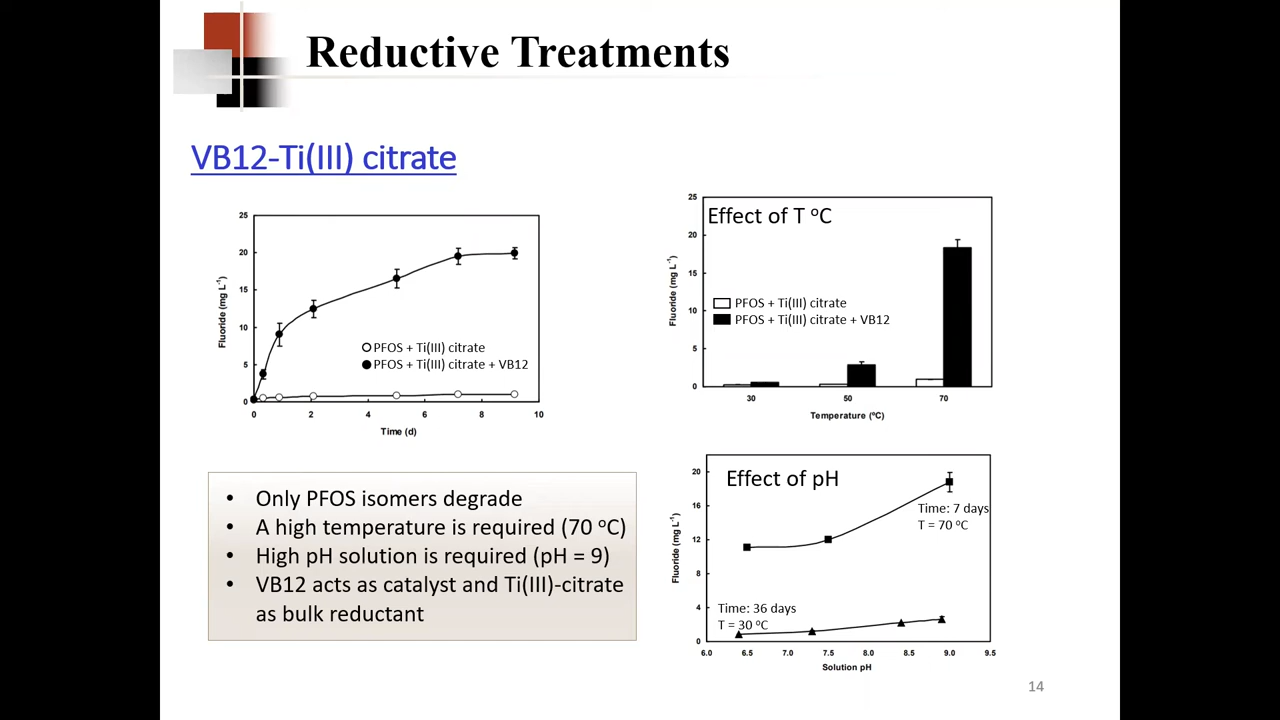 Reductive Treatments
VB12-Ti(III) citrate
25
20
15
10
5
0
Fluoride (mg L-1)
PFOS + Ti(III) citrate
PFOS + Ti(III) citrate + VB12
0 2 4 6 8 10
Time (d)
Effect of T oC
25
20
15
10
5
0
Fluoride (mg L-1)
PFOS + Ti(III) citrate
PFOS + Ti(III) citrate + VB12
30 50 70
Temperature (ºC)
• Only PFOS isomers degrade
• A high temperature is required (70 oC)
• High pH solution is required (pH = 9)
• VB12 acts as catalyst and Ti(III)-citrate
as bulk reductant
Effect of pH
20
16
12
8
4
0
Fluoride (mg L-1)
Time: 7 days
T = 70 oC
Time: 36 days
T = 30 oC
6.0 6.5 7.0 7.5 8.0 8.5 9.0 9.5
Solution pH
14